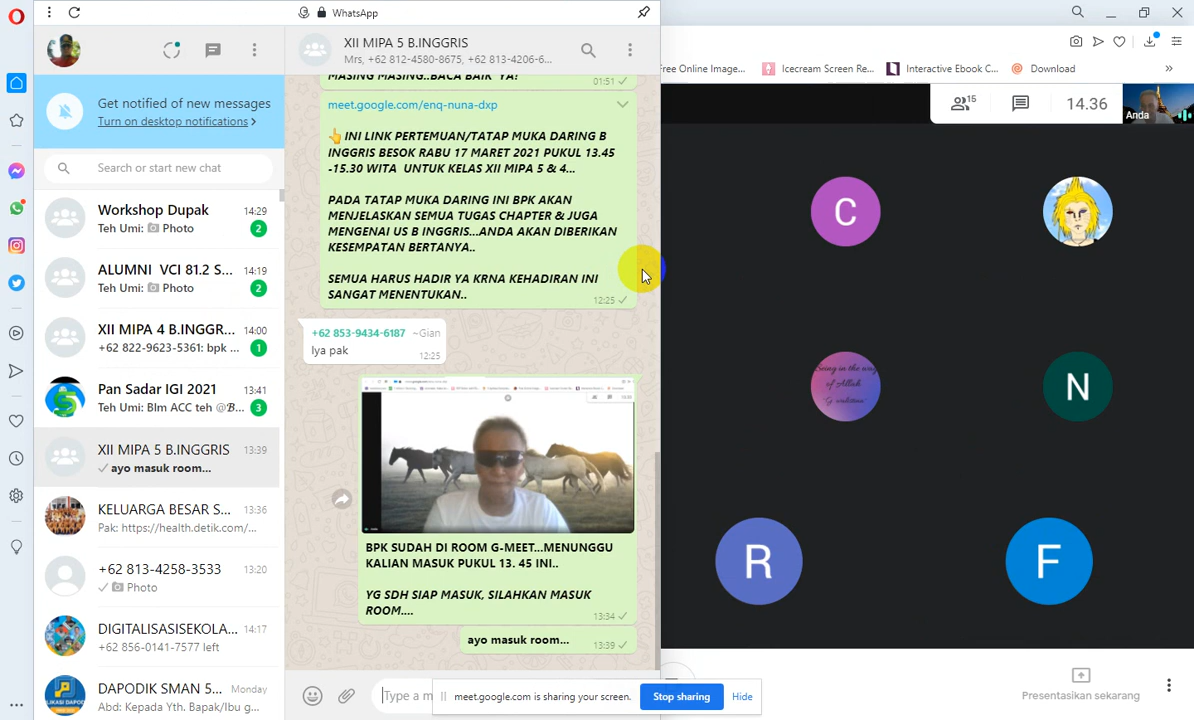 WhatsApp
Get notified of new messages
Turn on desktop notifications >
Search or start new chat
Workshop Dupak 14:29
Teh Umi: Photo 2
ALUMNI VCI 81.2 S... 14:19
Teh Umi: Photo 2
XII MIPA 4 B.INGGR... 14:00
+62 822-9623-5361: bpk ... 1
Pan Sadar IGI 2021 13:41
Teh Umi: Blm ACC teh @B... 3
XII MIPA 5 B.INGGRIS 13:39
ayo masuk room...
KELUARGA BESAR S... 13:36
Pak: https://health.detik.com/...
+62 813-4258-3533 13:20
Photo
DIGITALISASISEKOLA... 14:17
+62 856-0141-7577 left
DAPODIK SMAN 5... Monday
Abd: Kepada Yth. Bapak/Ibu g...
XII MIPA 5 B.INGGRIS
Mrs, +62 812-4580-8675, +62 813-4206-6...
MASING MASING..BACA BAIK YA!
01:51
meet.google.com/enq-nuna-dxp
👆INI LINK PERTEMUAN/TATAP MUKA DARING B
INGGRIS BESOK RABU 17 MARET 2021 PUKUL 13.45
-15.30 WITA UNTUK KELAS XII MIPA 5 & 4...
PADA TATAP MUKA DARING INI BPK AKAN
MENJELASKAN SEMUA TUGAS CHAPTER & JUGA
MENGENAI US B INGGRIS...ANDA AKAN DIBERIKAN
KESEMPATAN BERTANYA..
SEMUA HARUS HADIR YA KRNA KEHADIRAN INI
SANGAT MENENTUKAN..
12:25
+62 853-9434-6187 ~Gian
Iya pak
12:25
BPK SUDAH DI ROOM G-MEET...MENUNGGU
KALIAN MASUK PUKUL 13. 45 INI..
YG SDH SIAP MASUK, SILAHKAN MASUK
ROOM....
13:34
ayo masuk room...
13:39
Type a m
meet.google.com is sharing your screen.
Stop sharing
Hide
ree Online Image...
Icecream Screen Re...
Interactive Ebook C...
Download
»
15
14.36
Anda
C
Being in the way
of Allah
N
R
F
Presentasikan sekarang